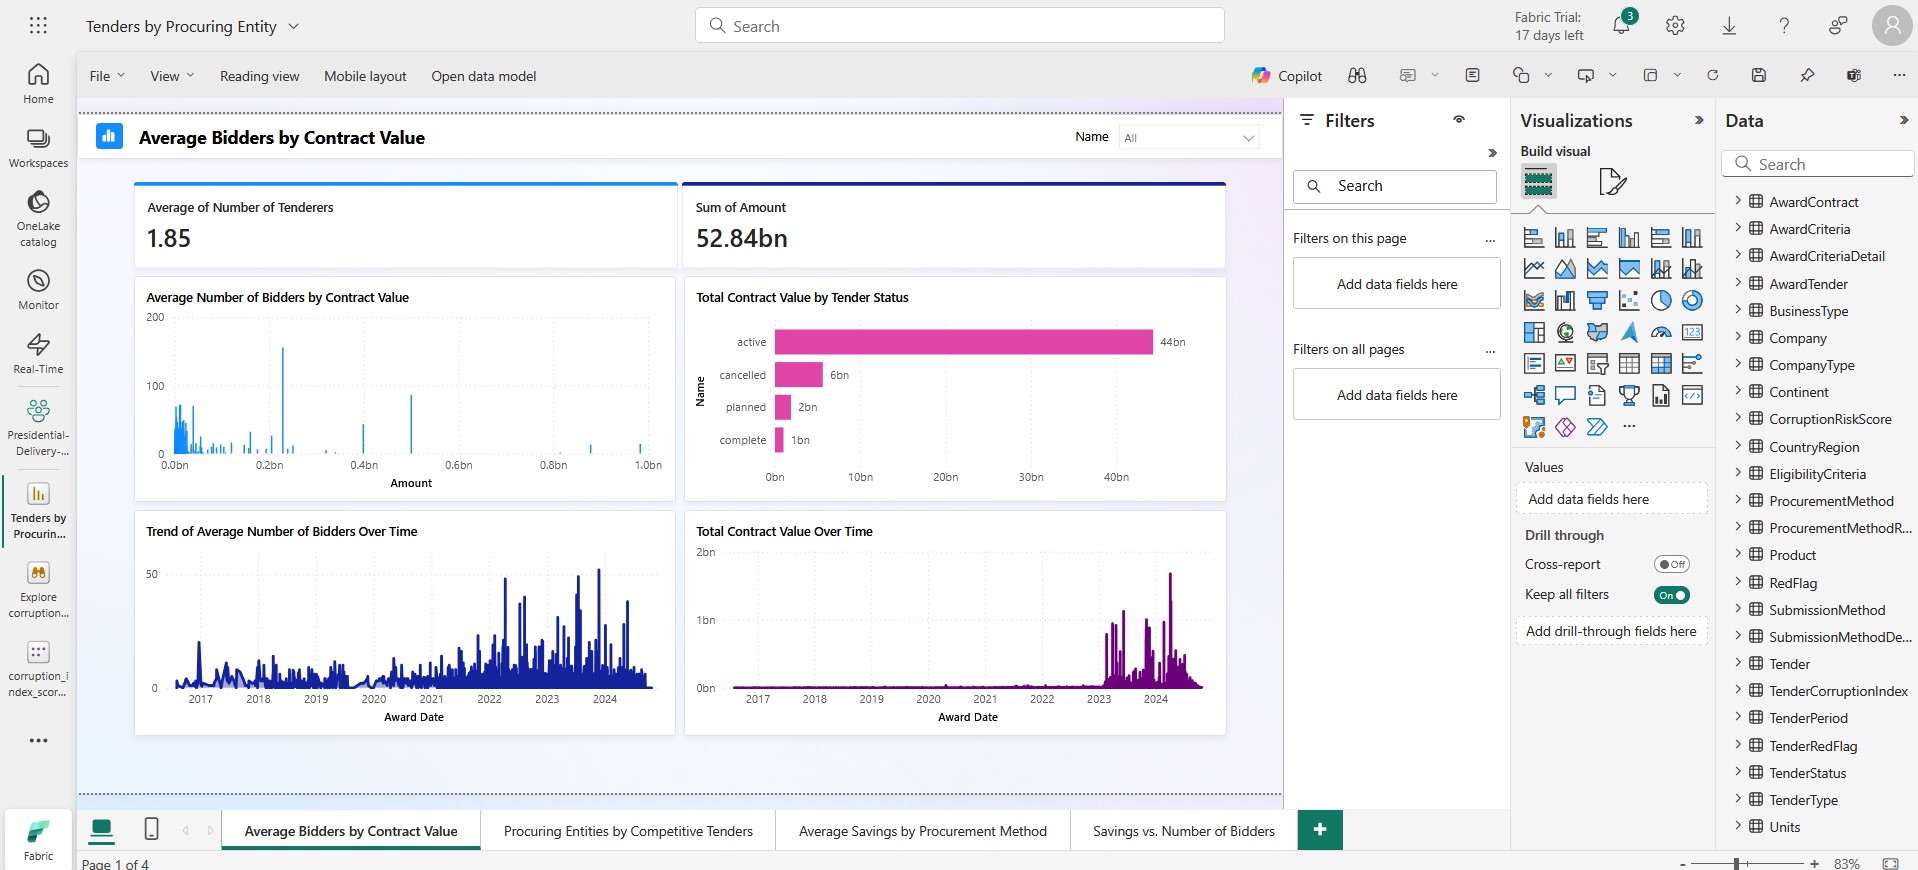 Tenders by Procuring Entity
Search
Fabric Trial:
17 days left
3
File
View
Reading view
Mobile layout
Open data model
Copilot
Home
Workspaces
OneLake
catalog
Monitor
Real-Time
Presidential-
Delivery-...
Tenders by
Procurin...
Explore
corruption...
corruption_i
ndex_scor...
Fabric
Average Bidders by Contract Value
Name
All
Average of Number of Tenderers
1.85
Sum of Amount
52.84bn
Average Number of Bidders by Contract Value
200
100
0
0.0bn
0.2bn
0.4bn
0.6bn
0.8bn
1.0bn
Amount
Total Contract Value by Tender Status
Name
active
44bn
cancelled
6bn
planned
2bn
complete
1bn
0bn
10bn
20bn
30bn
40bn
Trend of Average Number of Bidders Over Time
50
0
2017
2018
2019
2020
2021
2022
2023
2024
Award Date
Total Contract Value Over Time
2bn
1bn
0bn
2017
2018
2019
2020
2021
2022
2023
2024
Award Date
Filters
Search
Filters on this page
...
Add data fields here
Filters on all pages
...
Add data fields here
Visualizations
Build visual
123
...
Values
Add data fields here
Drill through
Cross-report
Off
Keep all filters
On
Add drill-through fields here
Data
Search
AwardContract
AwardCriteria
AwardCriteriaDetail
AwardTender
BusinessType
Company
CompanyType
Continent
CorruptionRiskScore
CountryRegion
EligibilityCriteria
ProcurementMethod
ProcurementMethodR...
Product
RedFlag
SubmissionMethod
SubmissionMethodDe...
Tender
TenderCorruptionIndex
TenderPeriod
TenderRedFlag
TenderStatus
TenderType
Units
Average Bidders by Contract Value
Procuring Entities by Competitive Tenders
Average Savings by Procurement Method
Savings vs. Number of Bidders
+
Page 1 of 4
-
+
83%